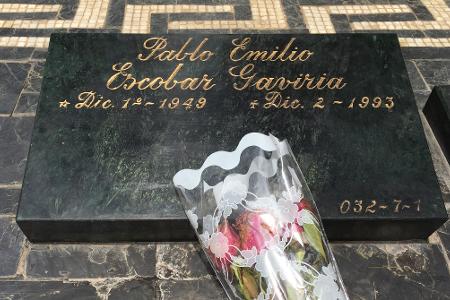 Pablo Emilio
Escobar Gaviria
☆ Dic. 1º - 1949 ✝ Dic. 2 - 1993
032-7-1